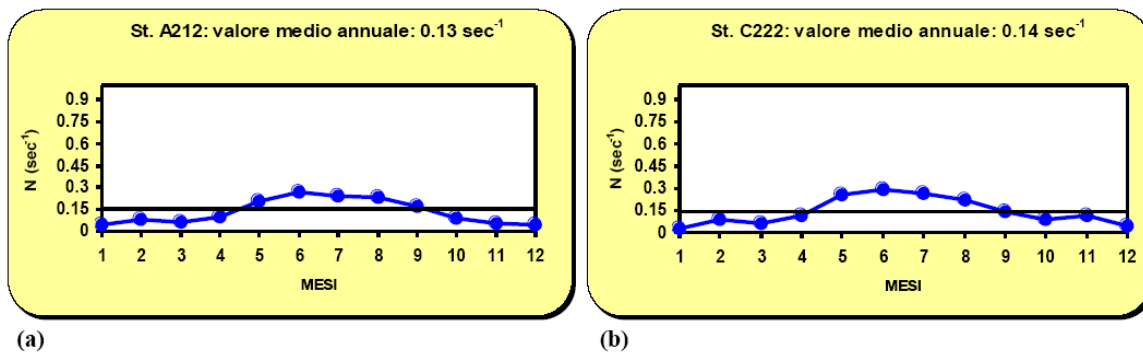 St. A212: valore medio annuale: 0.13 sec-1
N (sec-1)
0.9
0.75
0.6
0.45
0.3
0.15
0
1 2 3 4 5 6 7 8 9 10 11 12
MESI
(a)
St. C222: valore medio annuale: 0.14 sec-1
N (sec-1)
0.9
0.75
0.6
0.45
0.3
0.15
0
1 2 3 4 5 6 7 8 9 10 11 12
MESI
(b)